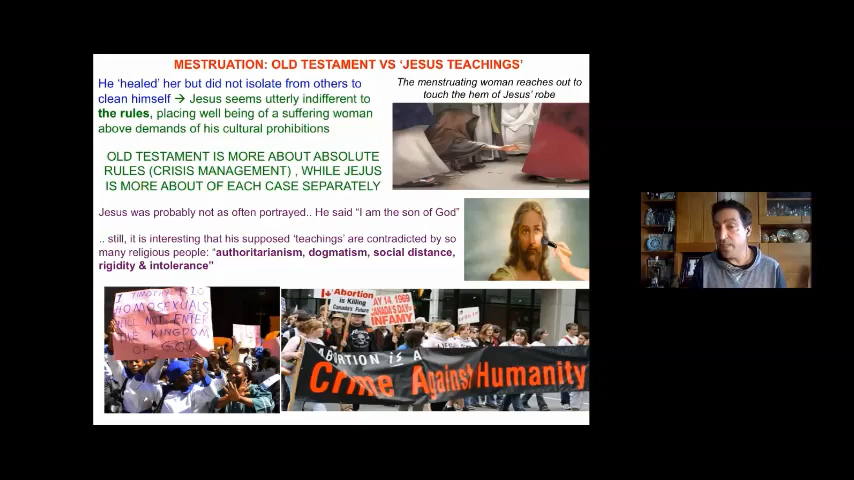 MESTRUATION: OLD TESTAMENT VS ‘JESUS TEACHINGS’
He ‘healed’ her but did not isolate from others to
clean himself → Jesus seems utterly indifferent to
the rules, placing well being of a suffering woman
above demands of his cultural prohibitions
The menstruating woman reaches out to
touch the hem of Jesus’ robe
OLD TESTAMENT IS MORE ABOUT ABSOLUTE
RULES (CRISIS MANAGEMENT) , WHILE JEJUS
IS MORE ABOUT OF EACH CASE SEPARATELY
Jesus was probably not as often portrayed.. He said “I am the son of God”
.. still, it is interesting that his supposed ‘teachings’ are contradicted by so
many religious people: “authoritarianism, dogmatism, social distance,
rigidity & intolerance”
HOMOSEXUALS
WILL NOT ENTER
THE KINGDOM
OF GOD
Abortion
is Killing
Canada's Future
AY 14, 1969
CANADA'S DAY
INFAMY
ABORTION is A
Crime Against Humanity